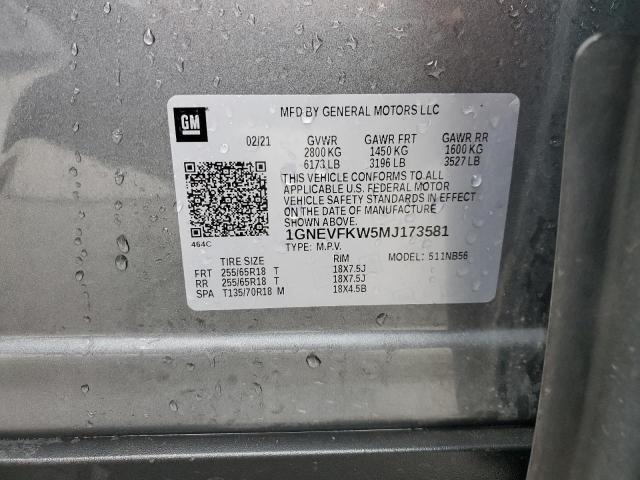 GM
MFD BY GENERAL MOTORS LLC
02/21 GVWR GAWR FRT GAWR RR
2800 KG 1450 KG 1600 KG
6173 LB 3196 LB 3527 LB
THIS VEHICLE CONFORMS TO ALL
APPLICABLE U.S. FEDERAL MOTOR
VEHICLE SAFETY STANDARDS IN EFFECT
ON THE DATE OF MANUFACTURE
SHOWN ABOVE.
464C 1GNEVFKW5MJ173581
TYPE: M.P.V. MODEL: 511NB56
TIRE SIZE RIM
FRT 255/65R18 T 18X7.5J
RR 255/65R18 T 18X7.5J
SPA T135/70R18 M 18X4.5B